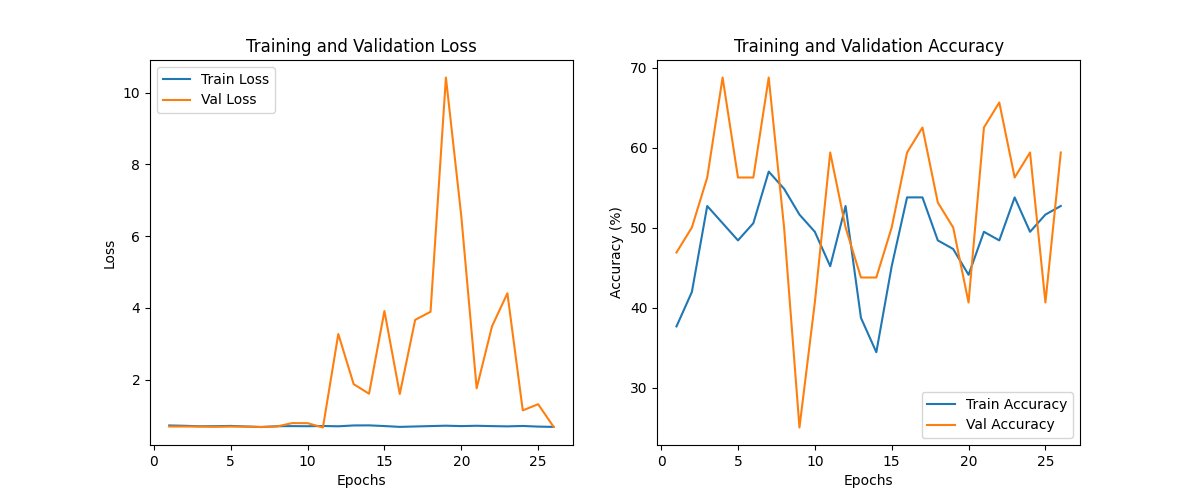 Training and Validation Loss
Train Loss
Val Loss
10
8
6
4
2
Loss
0
5
10
15
20
25
Epochs
Training and Validation Accuracy
70
60
50
40
30
Accuracy (%)
Train Accuracy
Val Accuracy
0
5
10
15
20
25
Epochs